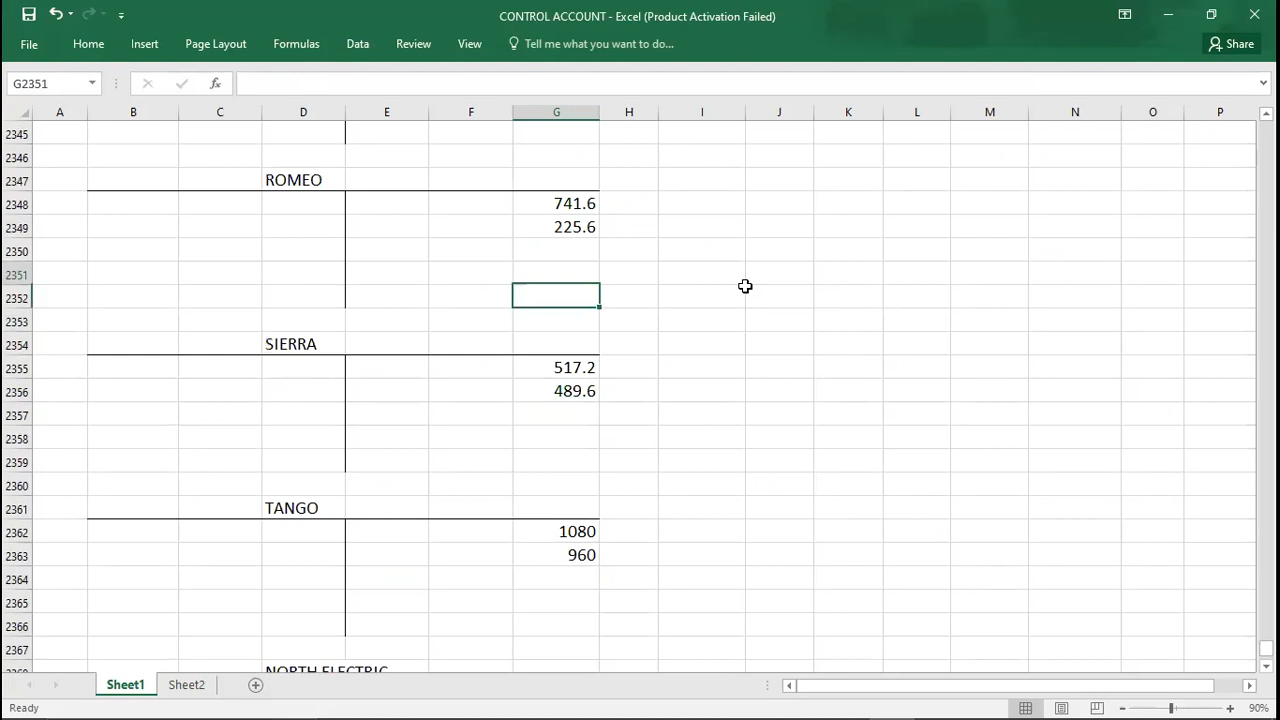 CONTROL ACCOUNT - Excel (Product Activation Failed)
File Home Insert Page Layout Formulas Data Review View Tell me what you want to do... Share
G2351 fx
A B C D E F G H I J K L M N O P
2345
2346
2347 ROMEO
2348 741.6
2349 225.6
2350
2351
2352
2353
2354 SIERRA
2355 517.2
2356 489.6
2357
2358
2359
2360
2361 TANGO
2362 1080
2363 960
2364
2365
2366
2367
2368 NORTH ELECTRIC
Sheet1 Sheet2
Ready 90%